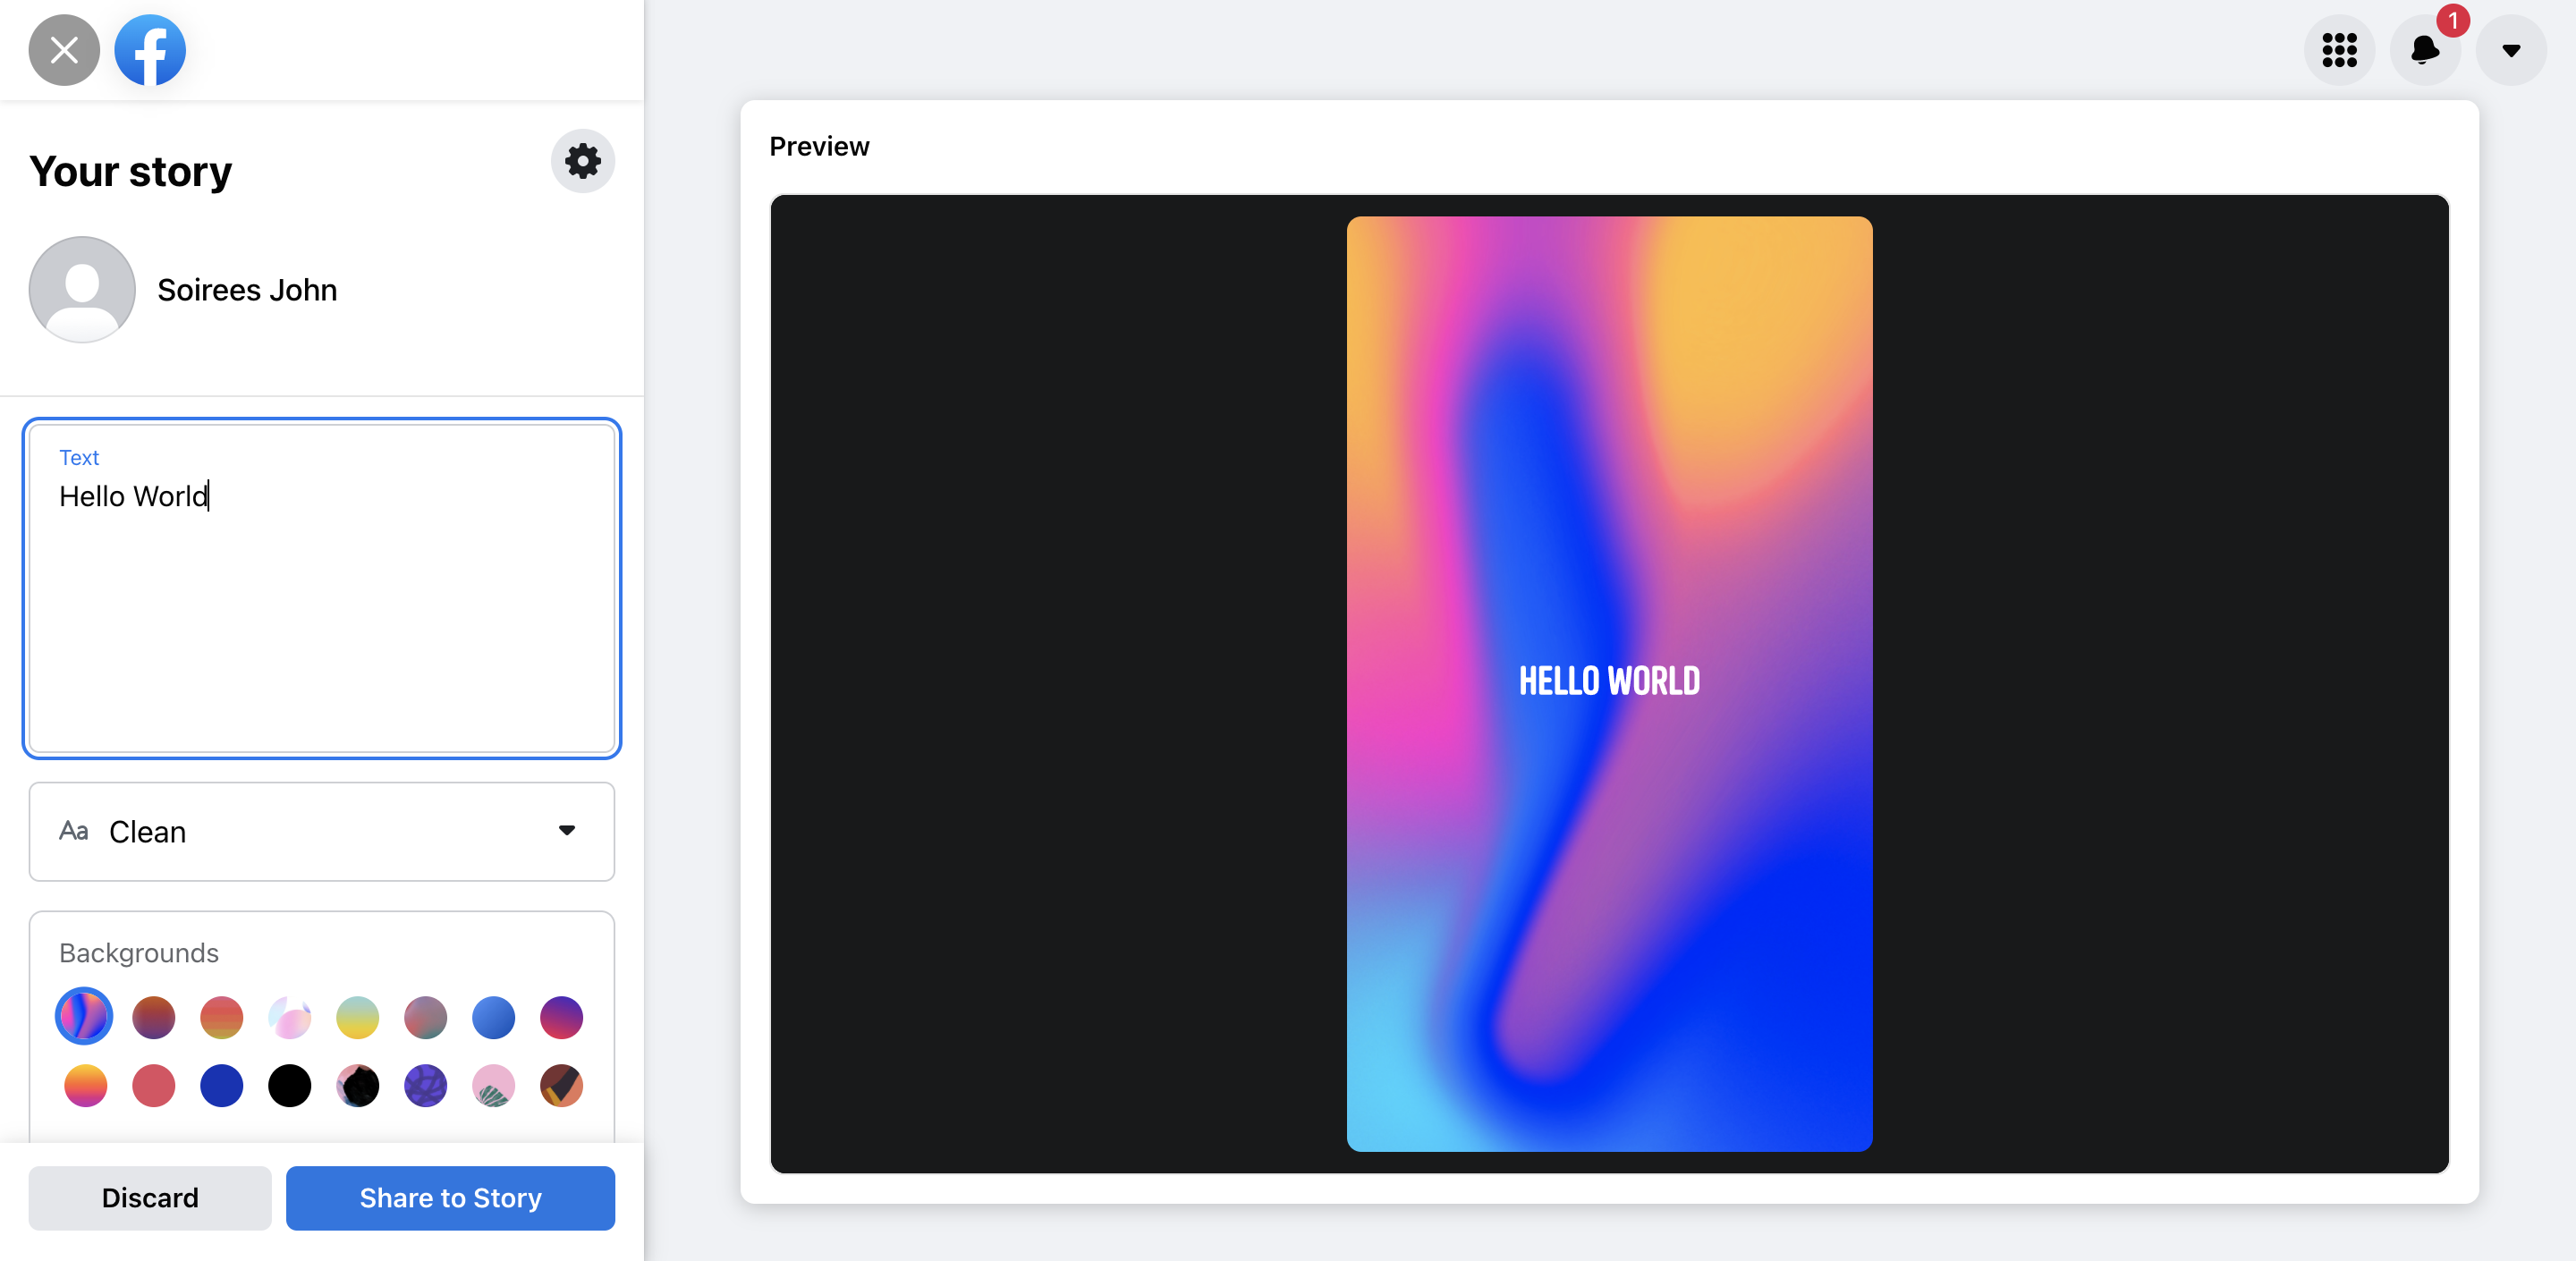 1
Your story
Soirees John
Text
Hello World
Aa Clean
Backgrounds
Discard
Share to Story
Preview
HELLO WORLD